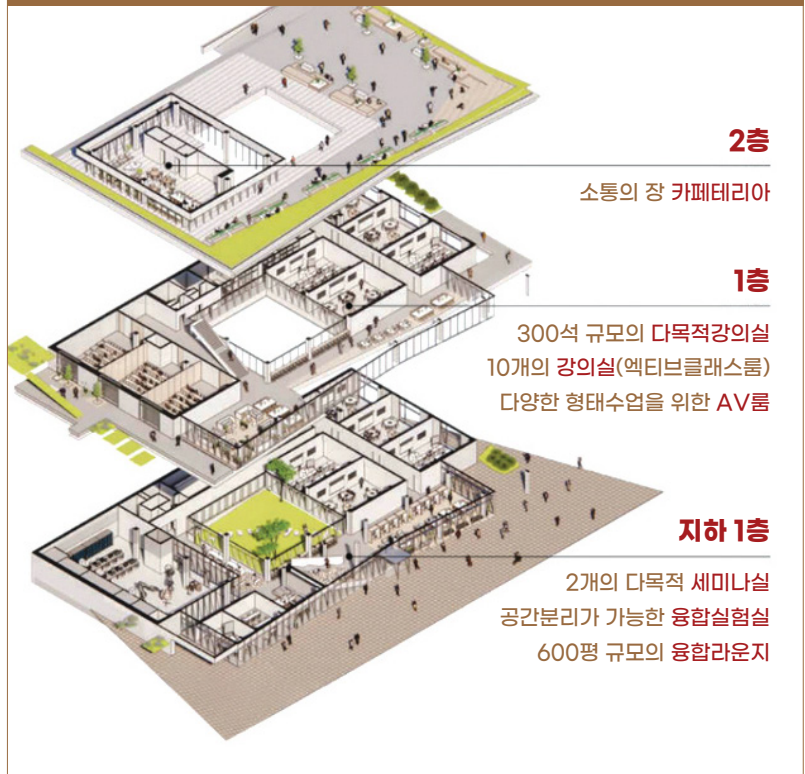 2층
소통의 장 카페테리아
1층
300석 규모의 다목적강의실
10개의 강의실(엑티브클래스룸)
다양한 형태수업을 위한 AV룸
지하 1층
2개의 다목적 세미나실
공간분리가 가능한 융합실험실
600평 규모의 융합라운지